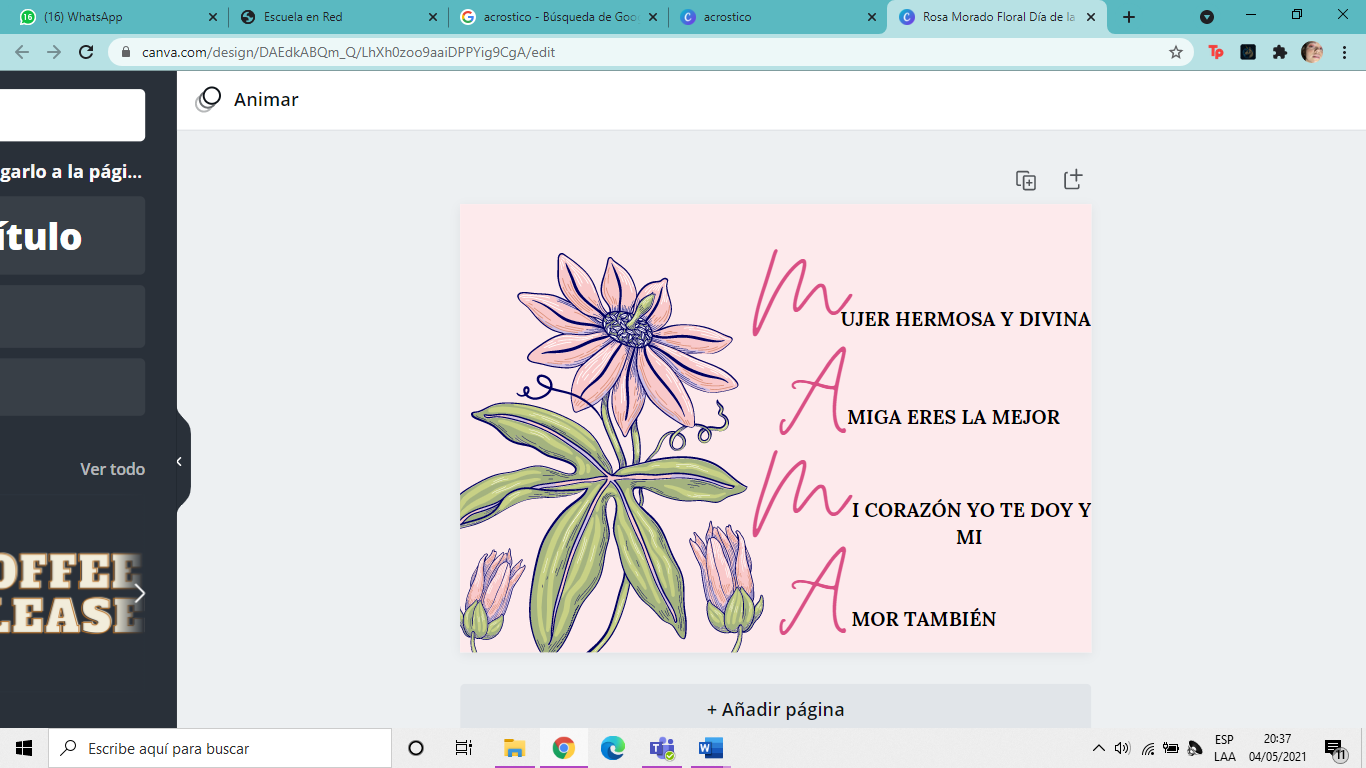 (16) WhatsApp
Escuela en Red
acrostico - Búsqueda de Goo
acrostico
Rosa Morado Floral Día de la
canva.com/design/DAEdkABQm_Q/LhXh0zoo9aaiDPPYig9CgA/edit
Animar
garlo a la pági...
ítulo
Ver todo
OFFEE
LEASE
MUJER HERMOSA Y DIVINA
AMIGA ERES LA MEJOR
MI CORAZÓN YO TE DOY Y
MI
AMOR TAMBIÉN
+ Añadir página
Escribe aquí para buscar
ESP
LAA
20:37
04/05/2021
11